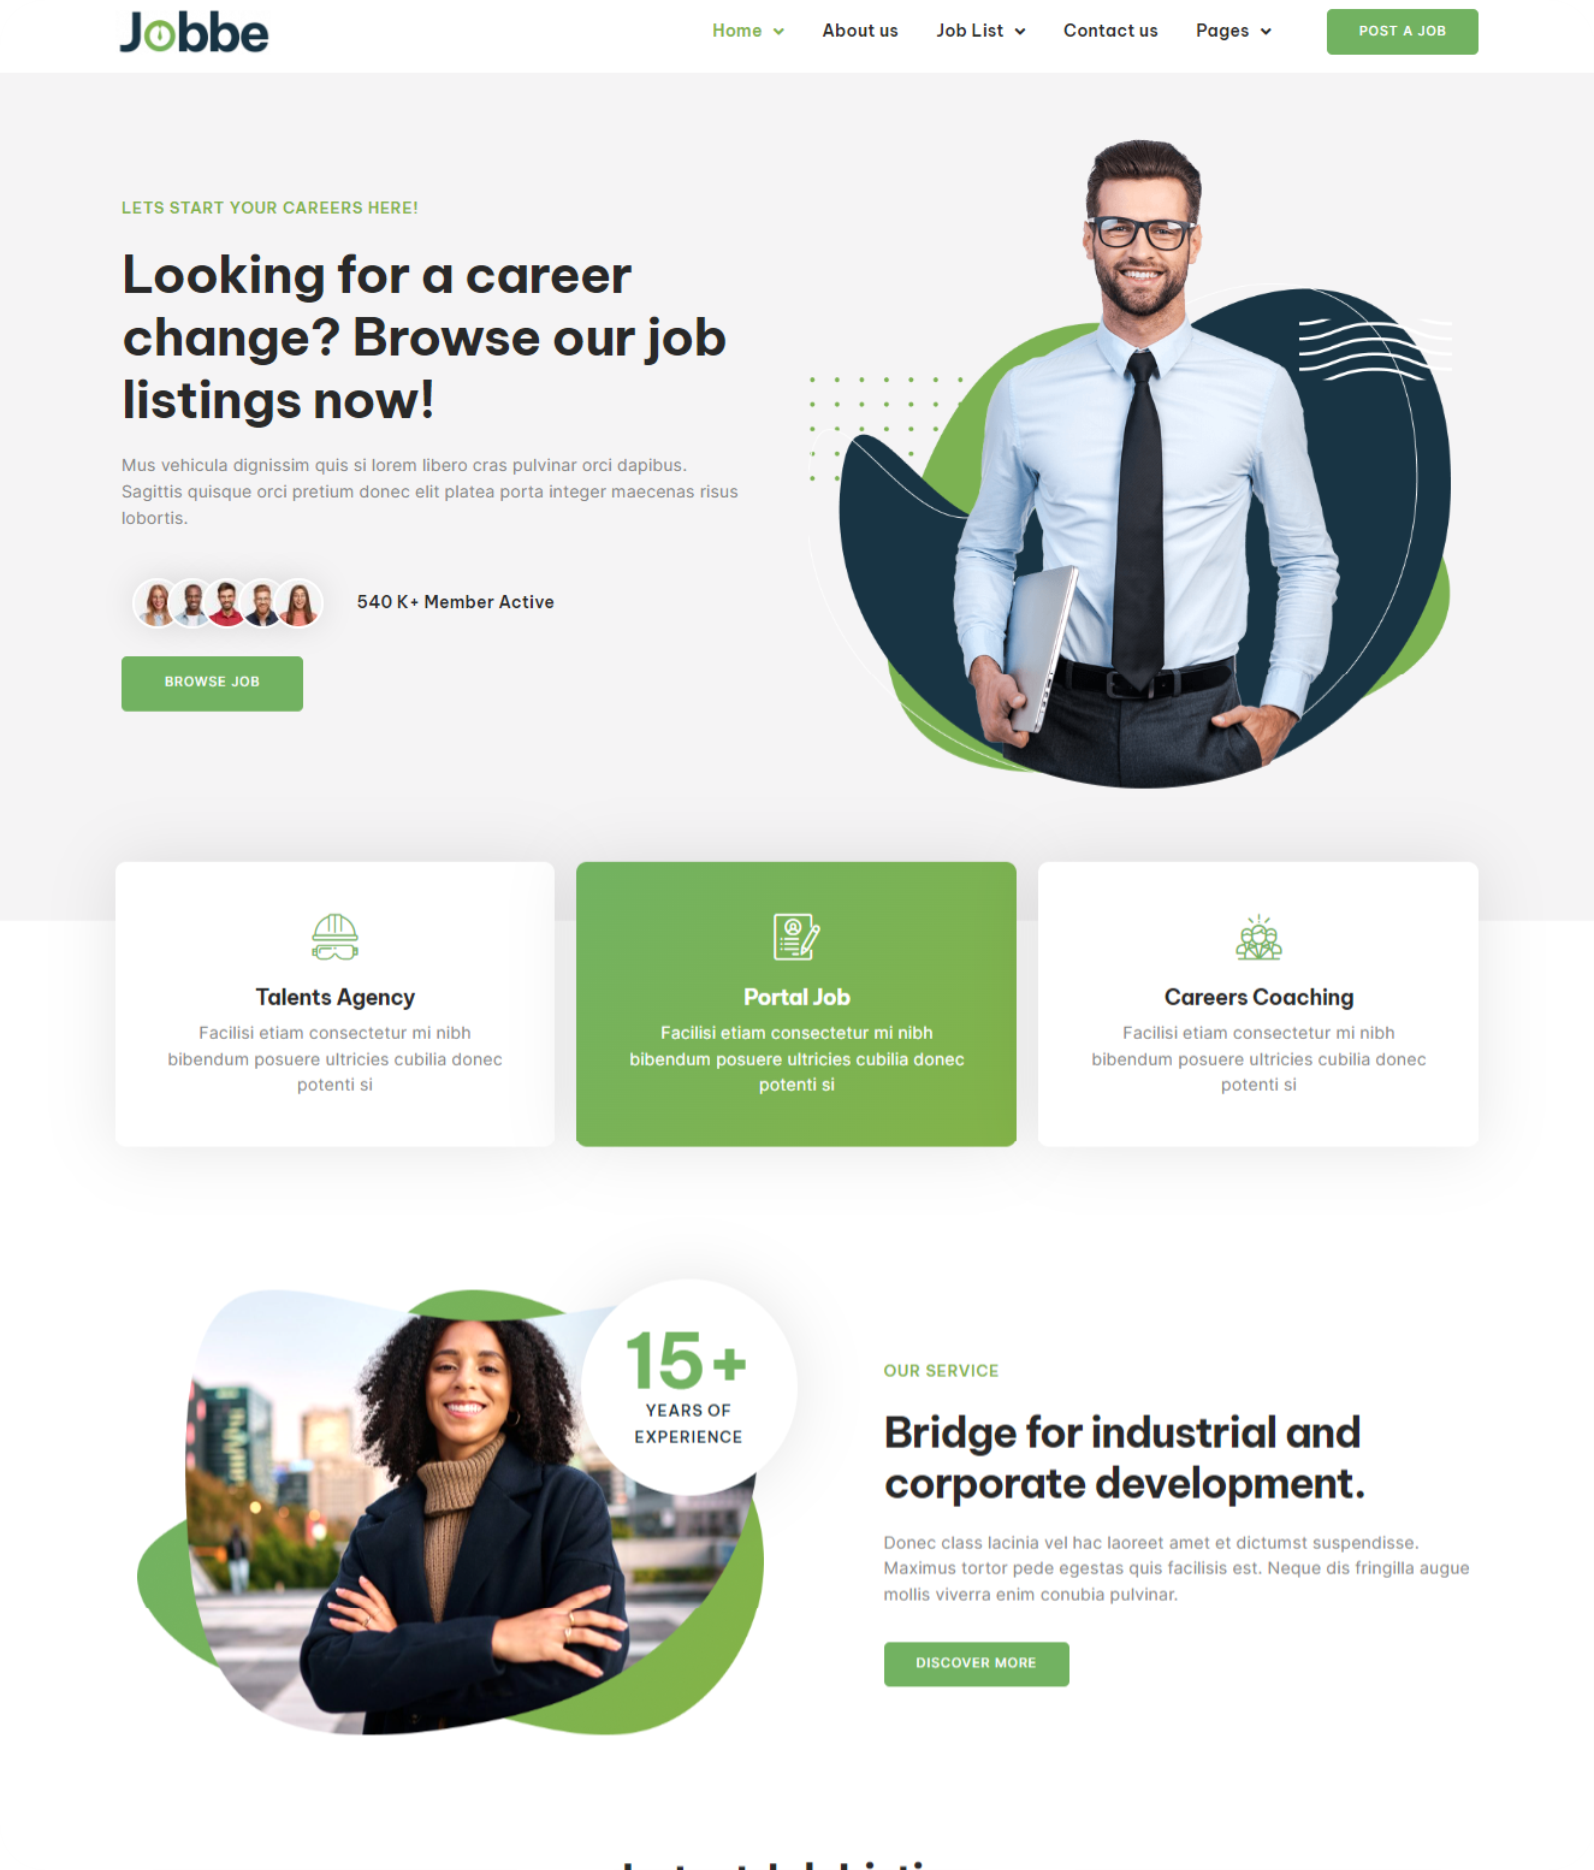 Jobbe
Home
About us
Job List
Contact us
Pages
POST A JOB
LETS START YOUR CAREERS HERE!
Looking for a career
change? Browse our job
listings now!
Mus vehicula dignissim quis si lorem libero cras pulvinar orci dapibus.
Sagittis quisque orci pretium donec elit platea porta integer maecenas risus
lobortis.
540 K+ Member Active
BROWSE JOB
Talents Agency
Facilisi etiam consectetur mi nibh
bibendum posuere ultricies cubilia donec
potenti si
Portal Job
Facilisi etiam consectetur mi nibh
bibendum posuere ultricies cubilia donec
potenti si
Careers Coaching
Facilisi etiam consectetur mi nibh
bibendum posuere ultricies cubilia donec
potenti si
15+
YEARS OF
EXPERIENCE
OUR SERVICE
Bridge for industrial and
corporate development.
Donec class lacinia vel hac laoreet amet et dictumst suspendisse.
Maximus tortor pede egestas quis facilisis est. Neque dis fringilla augue
mollis viverra enim conubia pulvinar.
DISCOVER MORE